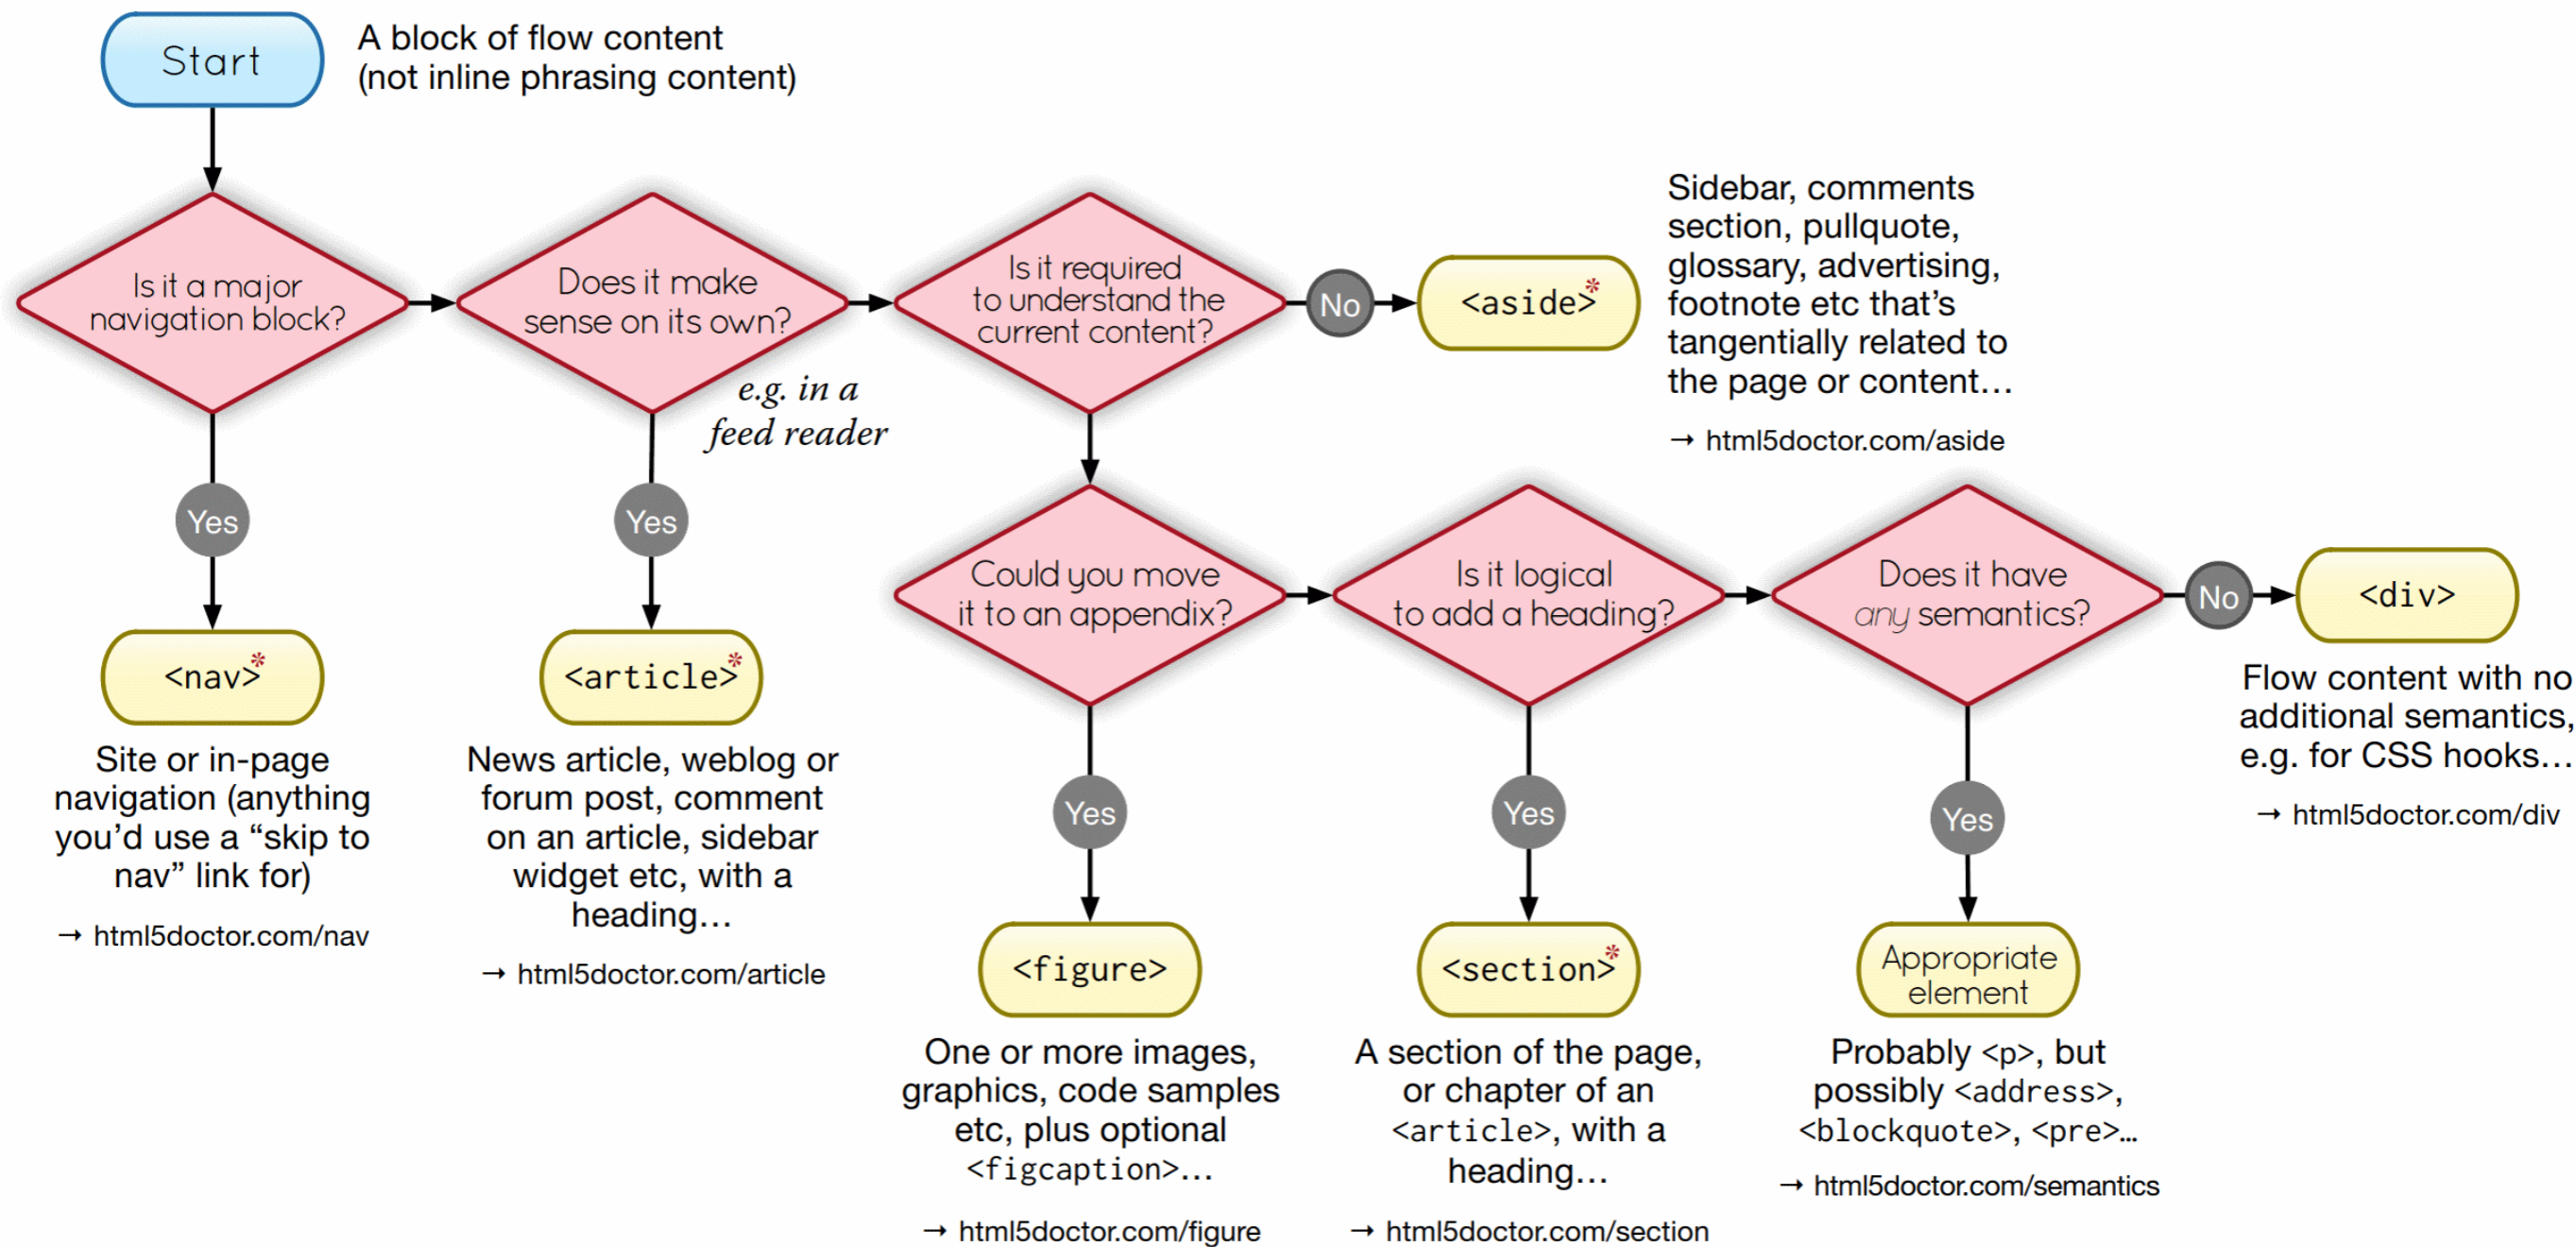 Start
A block of flow content
(not inline phrasing content)
Is it a major
navigation block?
Does it make
sense on its own?
e.g. in a
feed reader
Is it required
to understand the
current content?
No
<aside>*
Sidebar, comments
section, pullquote,
glossary, advertising,
footnote etc that’s
tangentially related to
the page or content…
→ html5doctor.com/aside
Yes
<nav>*
Site or in-page
navigation (anything
you’d use a “skip to
nav” link for)
→ html5doctor.com/nav
Yes
<article>*
News article, weblog or
forum post, comment
on an article, sidebar
widget etc, with a
heading…
→ html5doctor.com/article
Could you move
it to an appendix?
Is it logical
to add a heading?
Does it have
any semantics?
No
<div>
Flow content with no
additional semantics,
e.g. for CSS hooks…
→ html5doctor.com/div
Yes
<figure>
One or more images,
graphics, code samples
etc, plus optional
<figcaption>…
→ html5doctor.com/figure
Yes
<section>*
A section of the page,
or chapter of an
<article>, with a
heading…
→ html5doctor.com/section
Yes
Appropriate
element
Probably <p>, but
possibly <address>,
<blockquote>, <pre>…
→ html5doctor.com/semantics